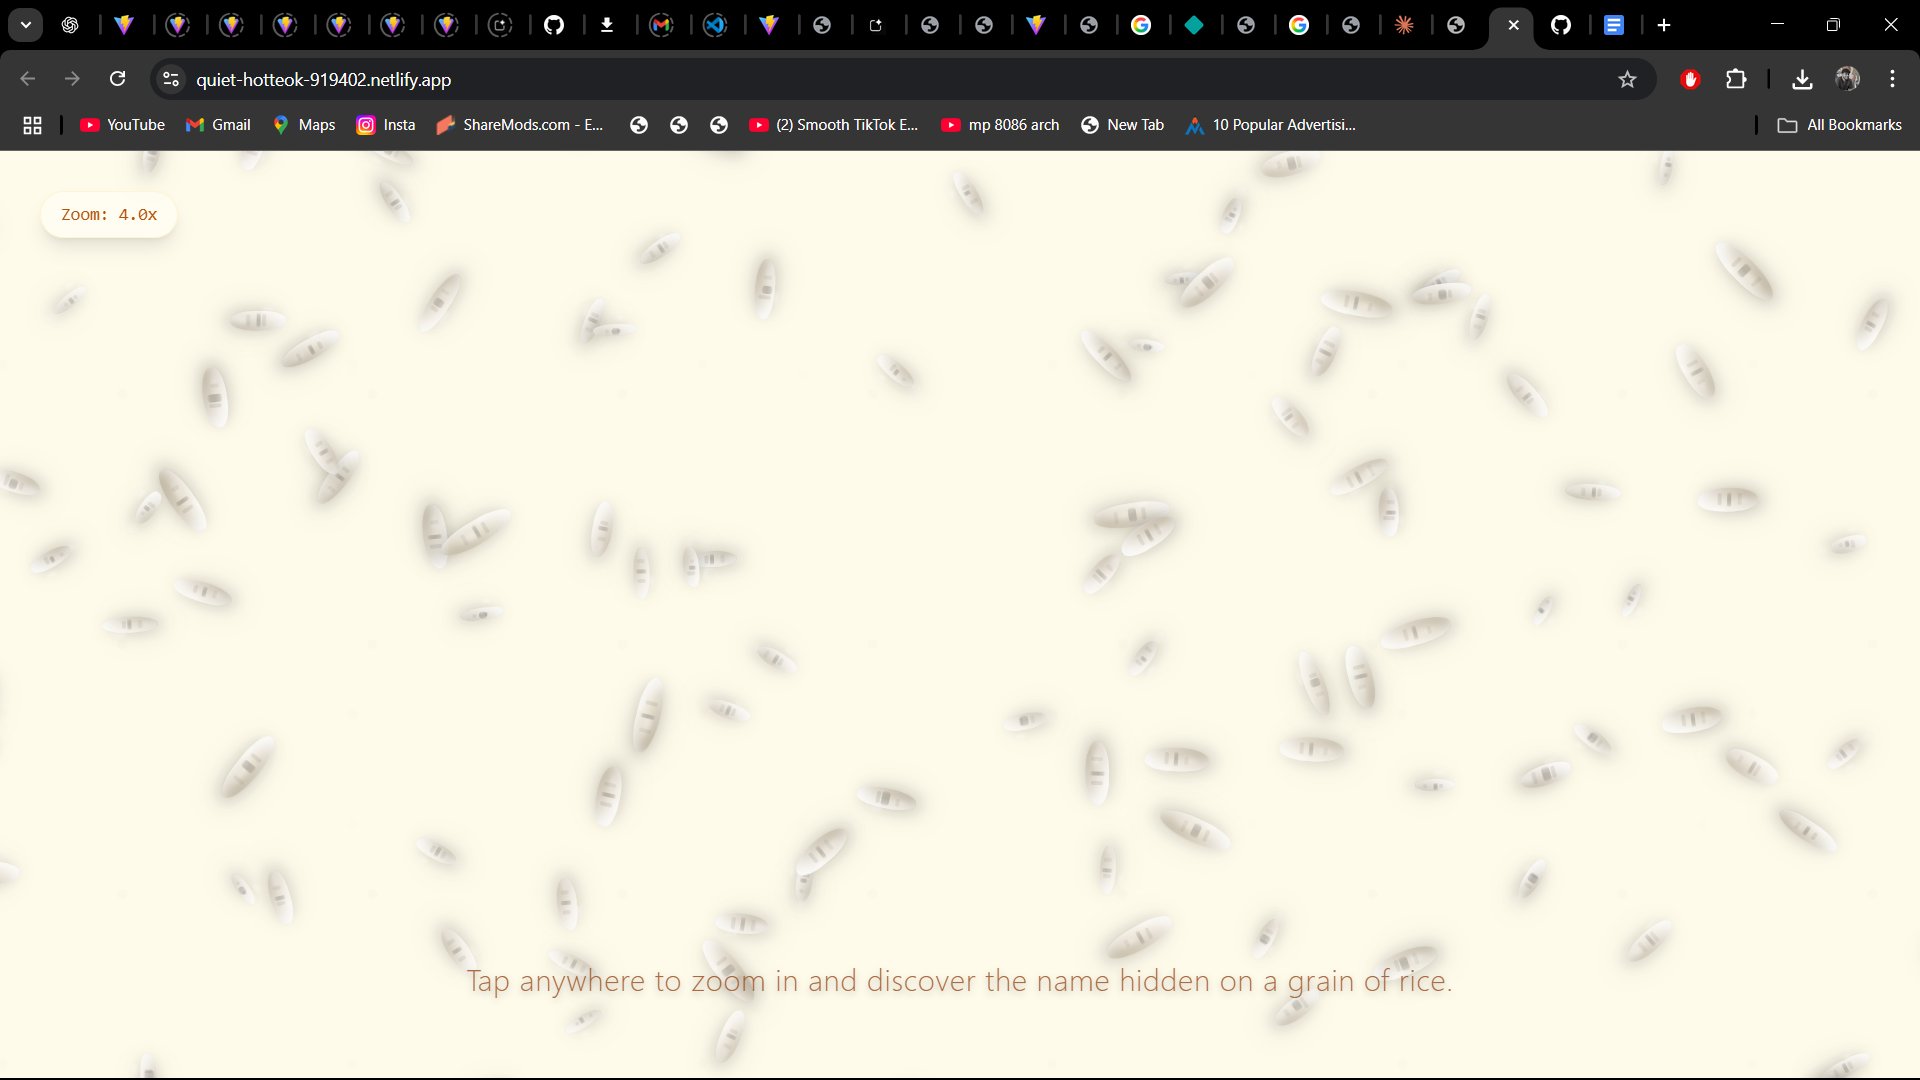 quiet-hotteok-919402.netlify.app
YouTube
Gmail
Maps
Insta
ShareMods.com - E...
(2) Smooth TikTok E...
mp 8086 arch
New Tab
10 Popular Advertisi...
All Bookmarks
Zoom: 4.0x
Tap anywhere to zoom in and discover the name hidden on a grain of rice.